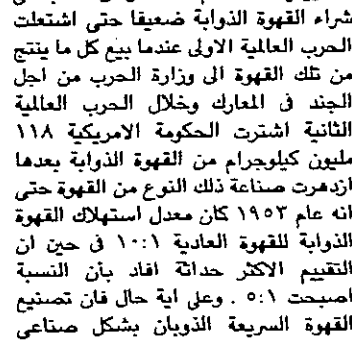 شراء القهوة الذوابة ضعيفا حتى اشتعلت
الحرب العالمية الاولى عندما بيع كل ما ينتج
من تلك القهوة الى وزارة الحرب من اجل
الجند فى المعارك وخلال الحرب العالمية
الثانية اشترت الحكومة الامريكية ١١٨
مليون كيلوجرام من القهوة الذوابة بعدها
ازدهرت صناعة ذلك النوع من القهوة حتى
انه عام ١٩٥٣ كان معدل استهلاك القهوة
الذوابة للقهوة العادية ١٠:١ فى حين ان
التقييم الاكثر حداثة افاد بأن النسبة
اصبحت ٥:١ . وعلى اية حال فان تصنيع
القهوة السريعة الذوبان بشكل صناعى